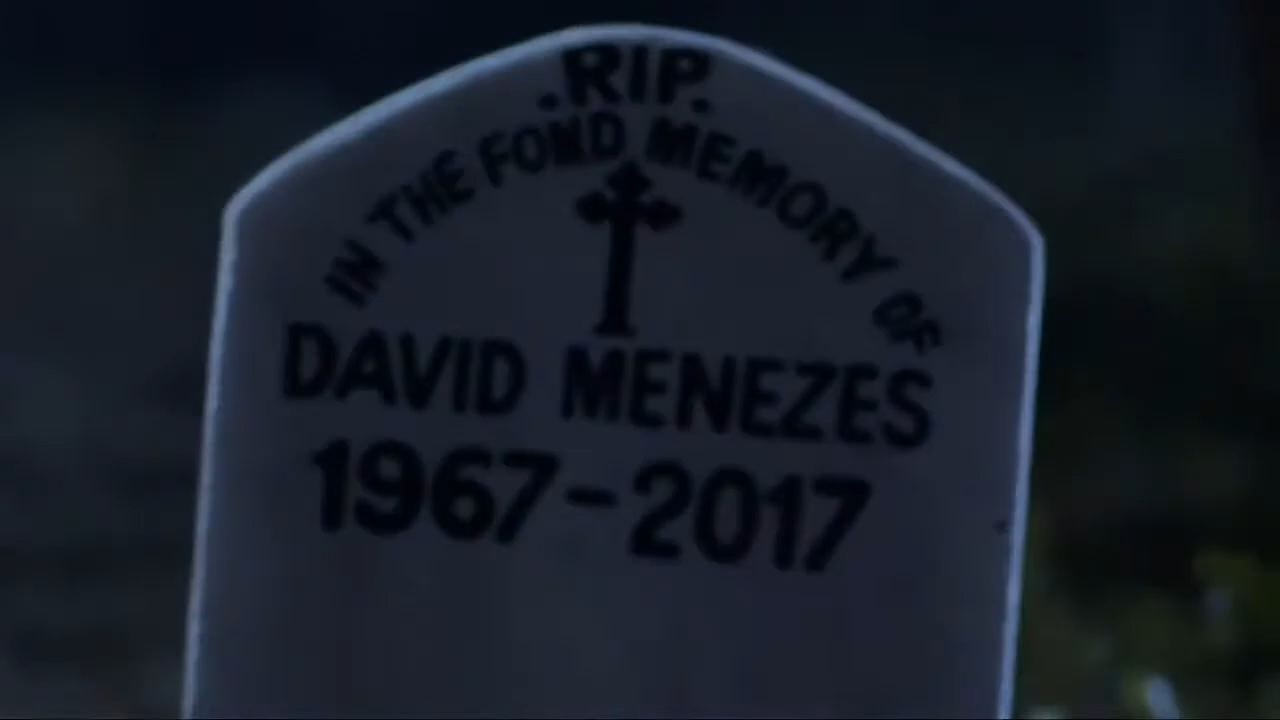 .RIP.
IN THE FOND MEMORY OF
DAVID MENEZES
1967-2017